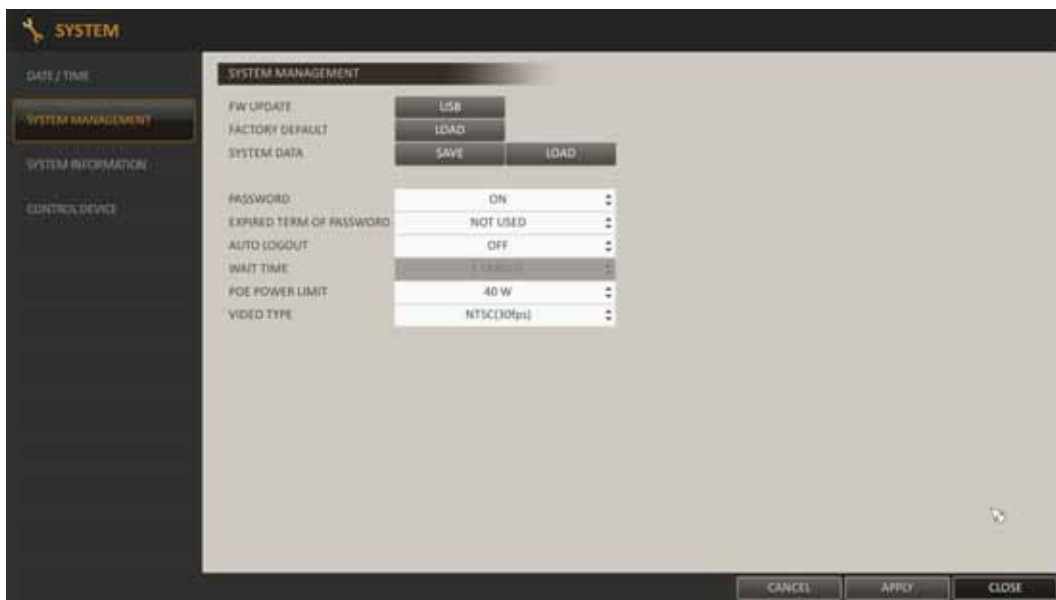 SYSTEM
DATE / TIME
SYSTEM MANAGEMENT
SYSTEM INFORMATION
CONTROL DEVICE
SYSTEM MANAGEMENT
FW UPDATE USB
FACTORY DEFAULT LOAD
SYSTEM DATA SAVE LOAD
PASSWORD ON
EXPIRED TERM OF PASSWORD NOT USED
AUTO LOGOUT OFF
WAIT TIME
POE POWER LIMIT 40 W
VIDEO TYPE NTSC(30fps)
CANCEL APPLY CLOSE